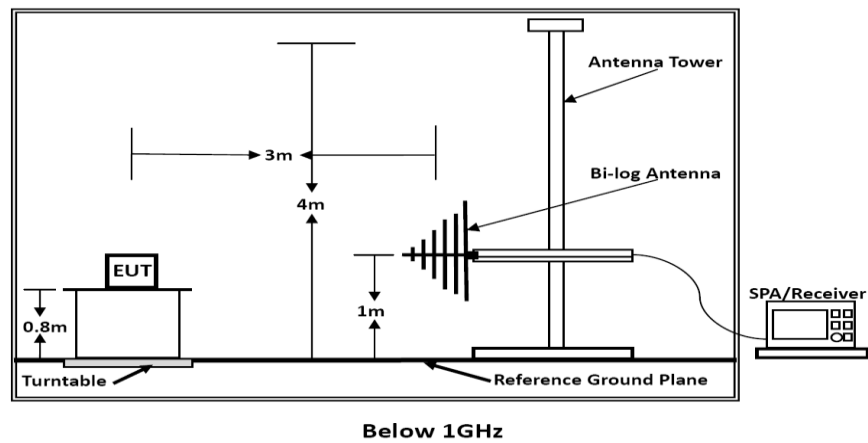 Antenna Tower
3m
Bi-log Antenna
4m
EUT
0.8m
1m
SPA/Receiver
Turntable
Reference Ground Plane
Below 1GHz